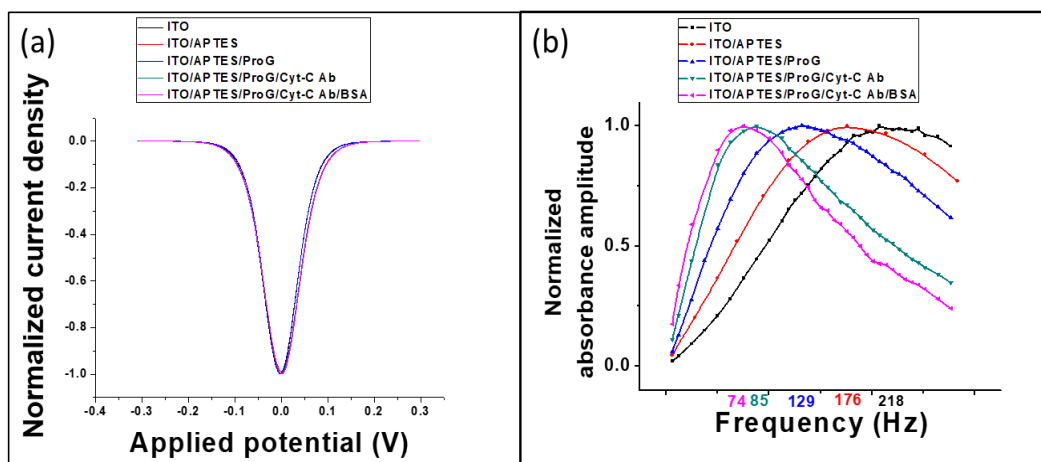 (a)
ITO
ITO/APTES
ITO/APTES/ProG
ITO/APTES/ProG/Cyt-C Ab
ITO/APTES/ProG/Cyt-C Ab/BSA
Normalized current density
0.0
-0.2
-0.4
-0.6
-0.8
-1.0
-0.4 -0.3 -0.2 -0.1 0.0 0.1 0.2 0.3 0.4
Applied potential (V)
(b)
ITO
ITO/APTES
ITO/APTES/ProG
ITO/APTES/ProG/Cyt-C Ab
ITO/APTES/ProG/Cyt-C Ab/BSA
Normalized
absorbance amplitude
1.0
0.5
0.0
74 85 129 176 218
Frequency (Hz)